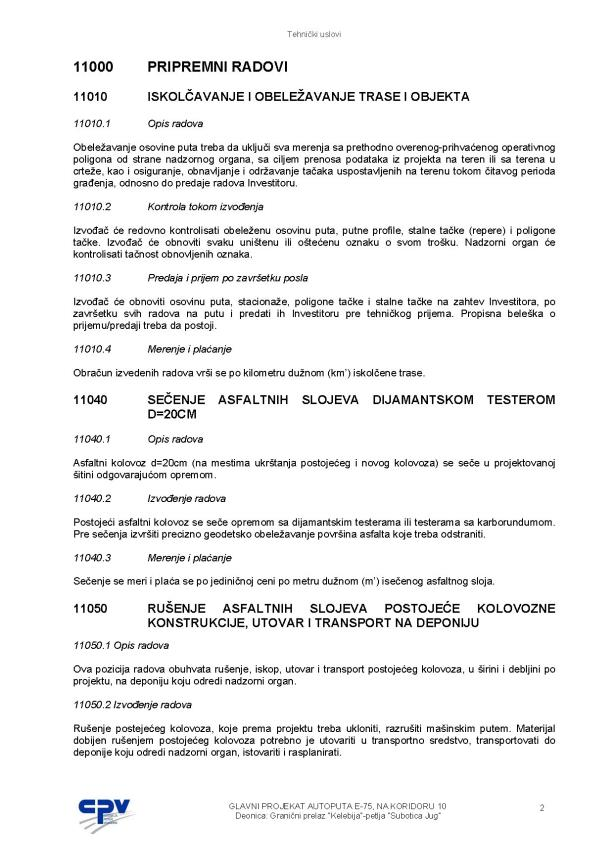 Tehnički uslovi
11000 PRIPREMNI RADOVI
11010 ISKOLČAVANJE I OBELEŽAVANJE TRASE I OBJEKTA
11010.1 Opis radova
Obeležavanje osovine puta treba da uključi sva merenja sa prethodno overenog-prihvaćenog operativnog
poligona od strane nadzornog organa, sa ciljem prenosa podataka iz projekta na teren ili sa terena u
crteže, kao i osiguranje, obnavljanje i održavanje tačaka uspostavljenih na terenu tokom čitavog perioda
građenja, odnosno do predaje radova Investitoru.
11010.2 Kontrola tokom izvođenja
Izvođač će redovno kontrolisati obeleženu osovinu puta, putne profile, stalne tačke (repere) i poligone
tačke. Izvođač će obnoviti svaku uništenu ili oštećenu oznaku o svom trošku. Nadzorni organ će
kontrolisati tačnost obnovljenih oznaka.
11010.3 Predaja i prijem po završetku posla
Izvođač će obnoviti osovinu puta, stacionaže, poligone tačke i stalne tačke na zahtev Investitora, po
završetku svih radova na putu i predati ih Investitoru pre tehničkog prijema. Propisna beleška o
prijemu/predaji treba da postoji.
11010.4 Merenje i plaćanje
Obračun izvedenih radova vrši se po kilometru dužnom (km') iskolčene trase.
11040 SEČENJE ASFALTNIH SLOJEVA DIJAMANTSKOM TESTEROM
D=20CM
11040.1 Opis radova
Asfaltni kolovoz d=20cm (na mestima ukrštanja postojećeg i novog kolovoza) se seče u projektovanoj
šitini odgovarajućom opremom.
11040.2 Izvođenje radova
Postojeći asfaltni kolovoz se seče opremom sa dijamantskim testerama ili testerama sa karborundumom.
Pre sečenja izvršiti precizno geodetsko obeležavanje površina asfalta koje treba odstraniti.
11040.3 Merenje i plaćanje
Sečenje se meri i plaća se po jediničnoj ceni po metru dužnom (m') isečenog asfaltnog sloja.
11050 RUŠENJE ASFALTNIH SLOJEVA POSTOJEĆE KOLOVOZNE
KONSTRUKCIJE, UTOVAR I TRANSPORT NA DEPONIJU
11050.1 Opis radova
Ova pozicija radova obuhvata rušenje, iskop, utovar i transport postojećeg kolovoza, u širini i debljini po
projektu, na deponiju koju odredi nadzorni organ.
11050.2 Izvođenje radova
Rušenje postejećeg kolovoza, koje prema projektu treba ukloniti, razrušiti mašinskim putem. Materijal
dobijen rušenjem postojećeg kolovoza potrebno je utovariti u transportno sredstvo, transportovati do
deponije koju odredi nadzorni organ, istovariti i rasplanirati.
CPV
GLAVNI PROJEKAT AUTOPUTA E-75, NA KORIDORU 10
Deonica: Granični prelaz "Kelebija"-petlja "Subotica Jug"
2